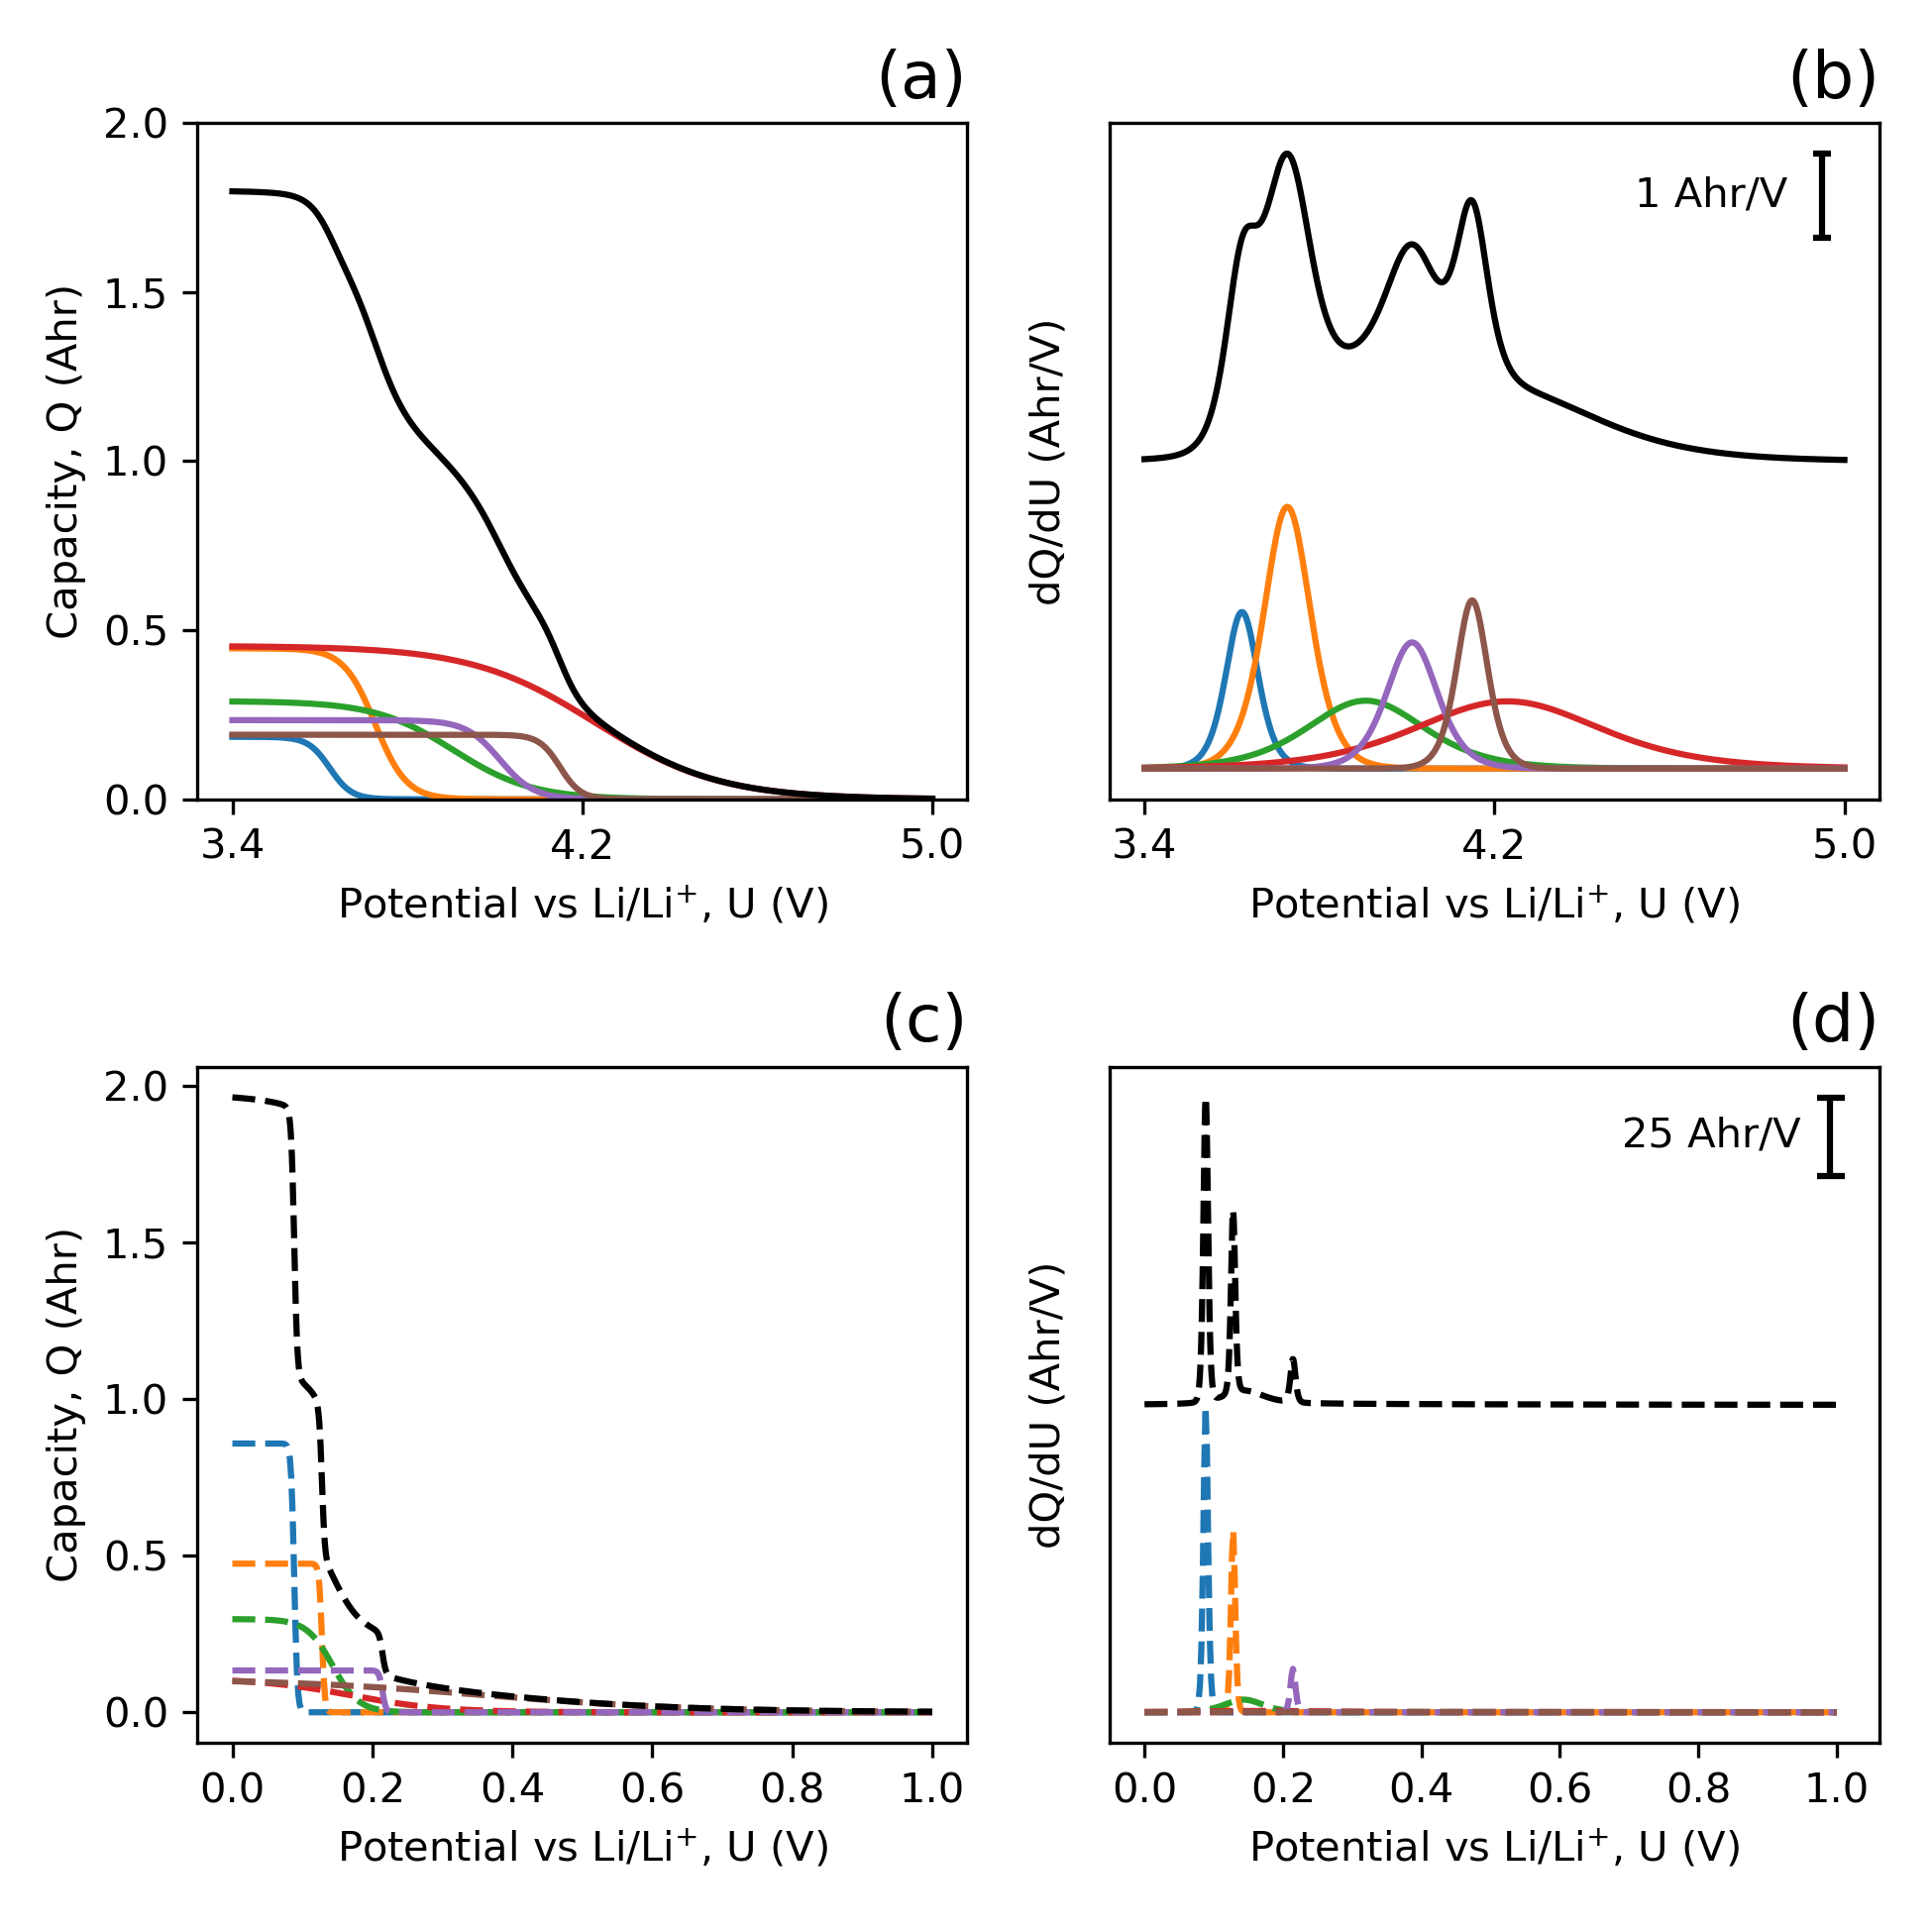 (a)
2.0
1.5
1.0
0.5
0.0
Capacity, Q (Ahr)
3.4 4.2 5.0
Potential vs Li/Li⁺, U (V)
(b)
1 Ahr/V
dQ/dU (Ahr/V)
3.4 4.2 5.0
Potential vs Li/Li⁺, U (V)
(c)
2.0
1.5
1.0
0.5
0.0
Capacity, Q (Ahr)
0.0 0.2 0.4 0.6 0.8 1.0
Potential vs Li/Li⁺, U (V)
(d)
25 Ahr/V
dQ/dU (Ahr/V)
0.0 0.2 0.4 0.6 0.8 1.0
Potential vs Li/Li⁺, U (V)